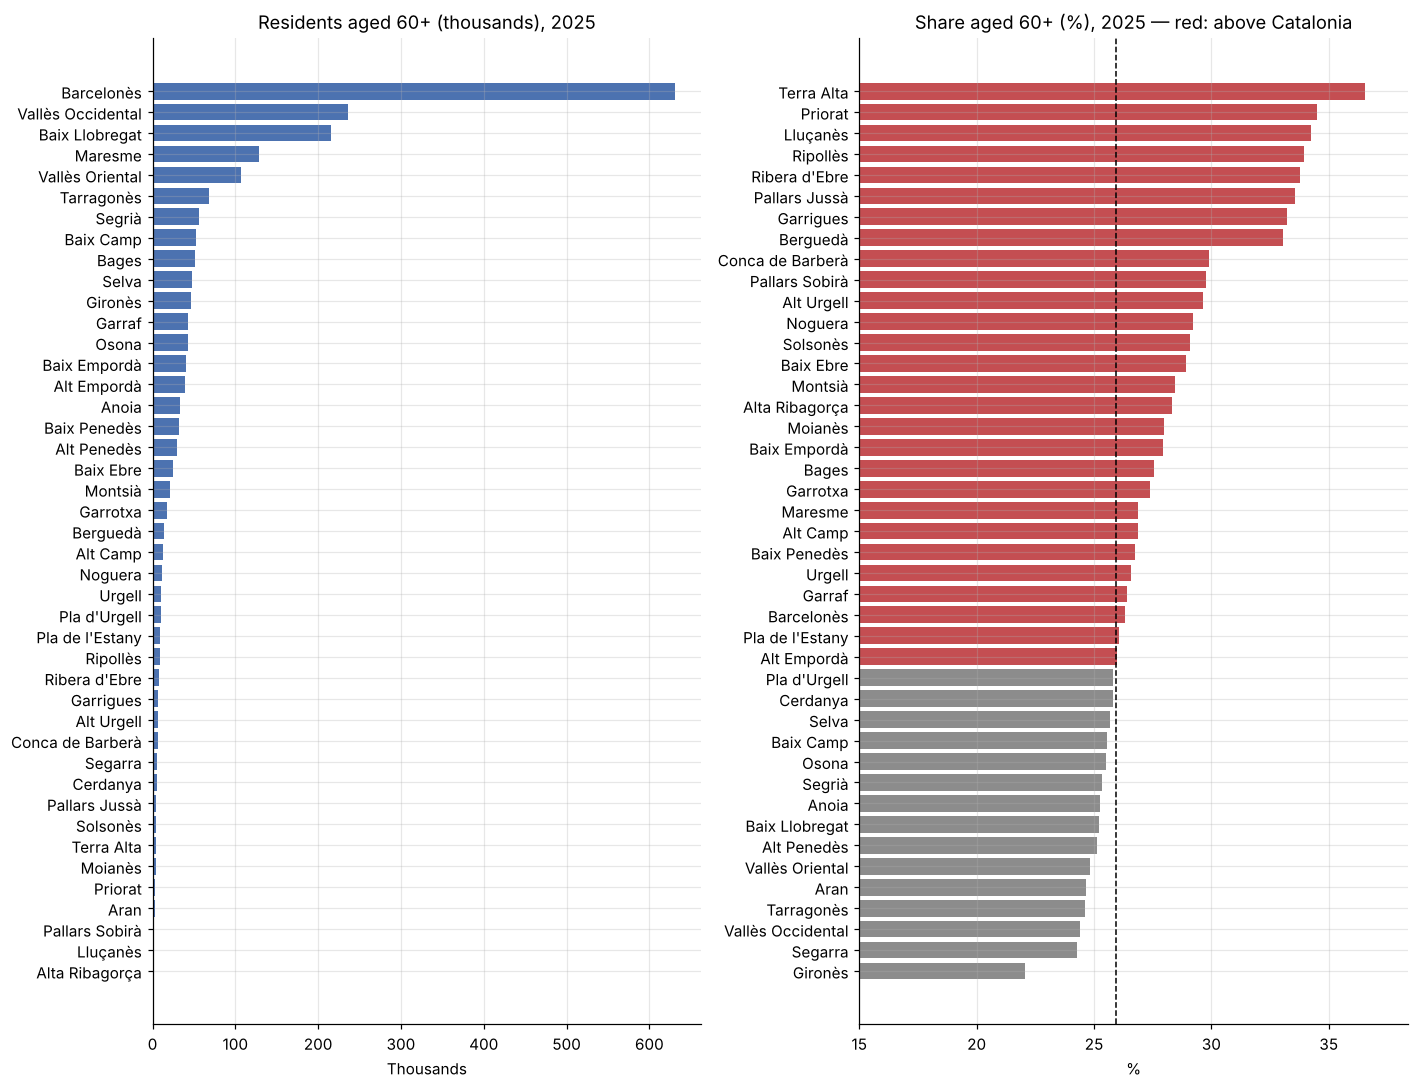 Residents aged 60+ (thousands), 2025
Barcelonès
Vallès Occidental
Baix Llobregat
Maresme
Vallès Oriental
Tarragonès
Segrià
Baix Camp
Bages
Selva
Gironès
Garraf
Osona
Baix Empordà
Alt Empordà
Anoia
Baix Penedès
Alt Penedès
Baix Ebre
Montsià
Garrotxa
Berguedà
Alt Camp
Noguera
Urgell
Pla d'Urgell
Pla de l'Estany
Ripollès
Ribera d'Ebre
Garrigues
Alt Urgell
Conca de Barberà
Segarra
Cerdanya
Pallars Jussà
Solsonès
Terra Alta
Moianès
Priorat
Aran
Pallars Sobirà
Lluçanès
Alta Ribagorça
0 100 200 300 400 500 600
Thousands
Share aged 60+ (%), 2025 — red: above Catalonia
Terra Alta
Priorat
Lluçanès
Ripollès
Ribera d'Ebre
Pallars Jussà
Garrigues
Berguedà
Conca de Barberà
Pallars Sobirà
Alt Urgell
Noguera
Solsonès
Baix Ebre
Montsià
Alta Ribagorça
Moianès
Baix Empordà
Bages
Garrotxa
Maresme
Alt Camp
Baix Penedès
Urgell
Garraf
Barcelonès
Pla de l'Estany
Alt Empordà
Pla d'Urgell
Cerdanya
Selva
Baix Camp
Osona
Segrià
Anoia
Baix Llobregat
Alt Penedès
Vallès Oriental
Aran
Tarragonès
Vallès Occidental
Segarra
Gironès
15 20 25 30 35
%